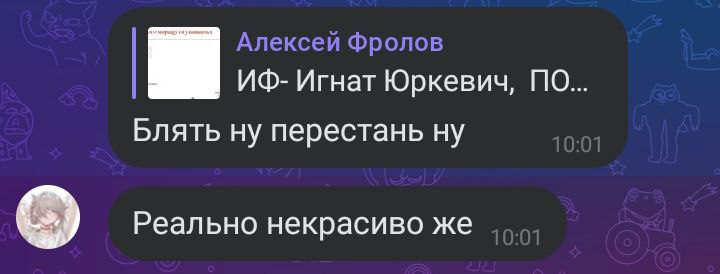 Алексей Фролов
ИФ- Игнат Юркевич, ПО...
Блять ну перестань ну
10:01
Реально некрасиво же
10:01